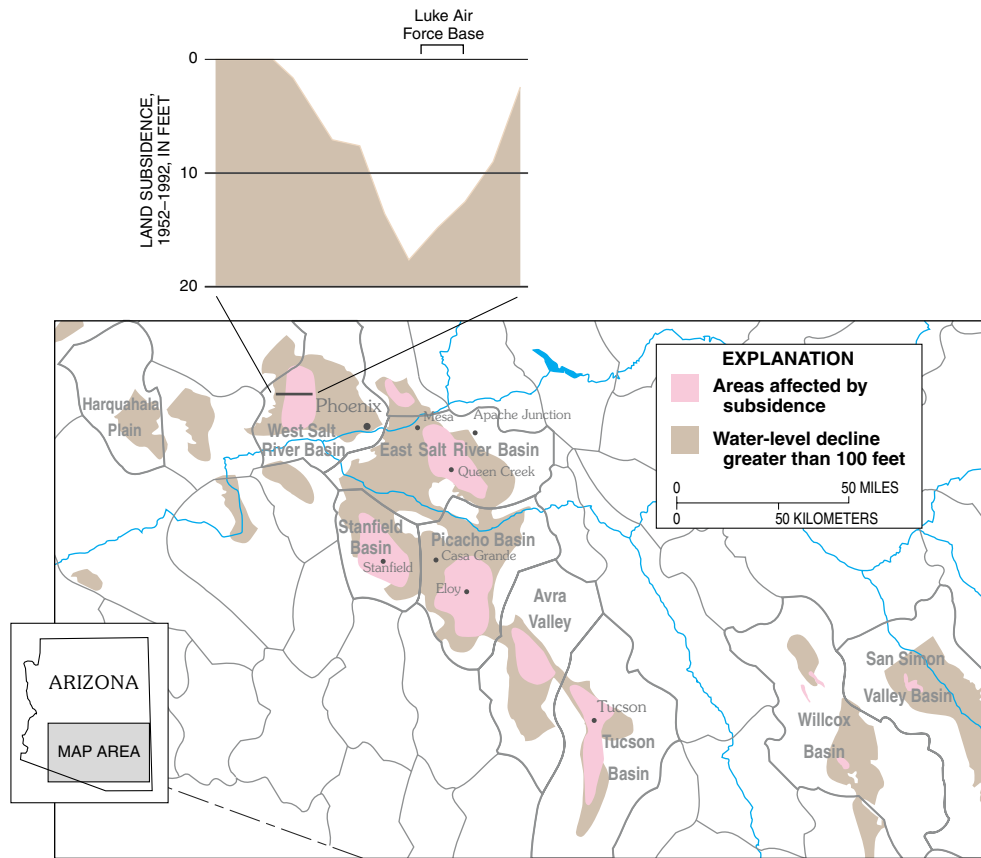 Luke Air
Force Base
LAND SUBSIDENCE,
1952–1992, IN FEET
0
10
20
EXPLANATION
Areas affected by
subsidence
Water-level decline
greater than 100 feet
0 50 MILES
0 50 KILOMETERS
Harquahala
Plain
Phoenix
West Salt
River Basin
Mesa
Apache Junction
East Salt River Basin
Queen Creek
Stanfield
Basin
Stanfield
Picacho Basin
Casa Grande
Eloy
Avra
Valley
Tucson
Tucson
Basin
San Simon
Valley Basin
Willcox
Basin
ARIZONA
MAP AREA